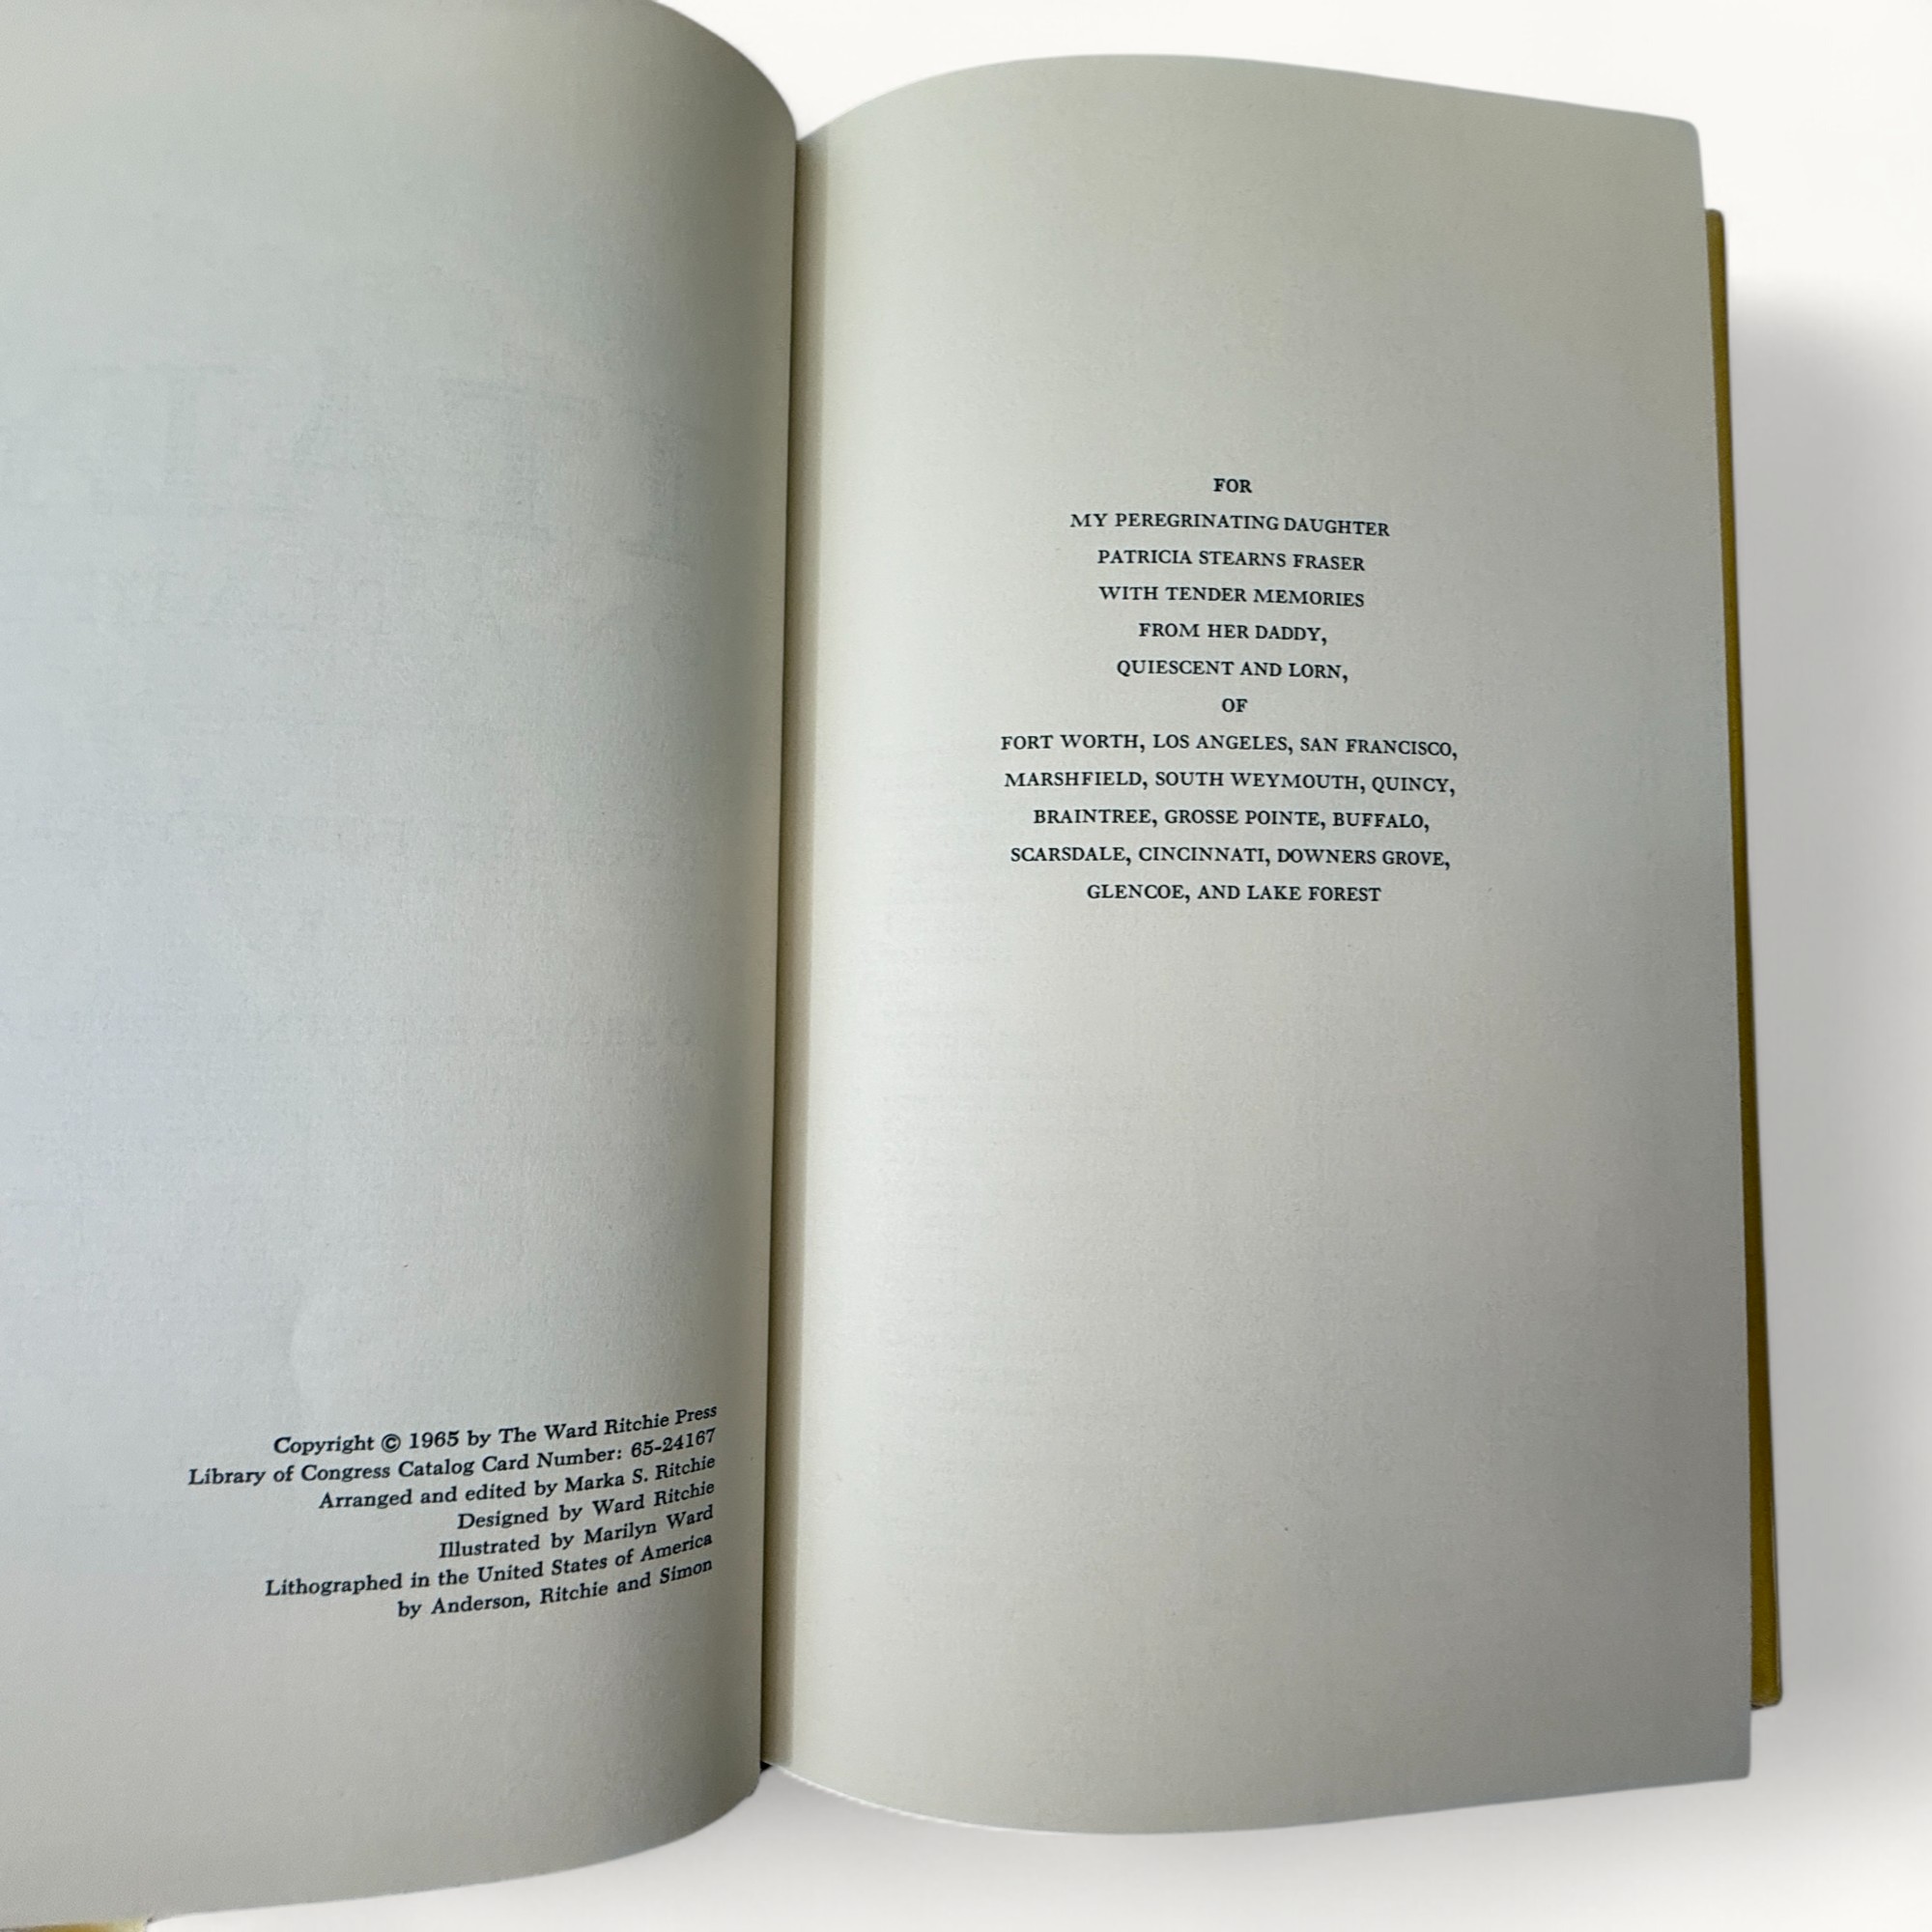 Copyright © 1965 by The Ward Ritchie Press
Library of Congress Catalog Card Number: 65-24167
Arranged and edited by Marka S. Ritchie
Designed by Ward Ritchie
Illustrated by Marilyn Ward
Lithographed in the United States of America
by Anderson, Ritchie and Simon
FOR
MY PEREGRINATING DAUGHTER
PATRICIA STEARNS FRASER
WITH TENDER MEMORIES
FROM HER DADDY,
QUIESCENT AND LORN,
OF
FORT WORTH, LOS ANGELES, SAN FRANCISCO,
MARSHFIELD, SOUTH WEYMOUTH, QUINCY,
BRAINTREE, GROSSE POINTE, BUFFALO,
SCARSDALE, CINCINNATI, DOWNERS GROVE,
GLENCOE, AND LAKE FOREST